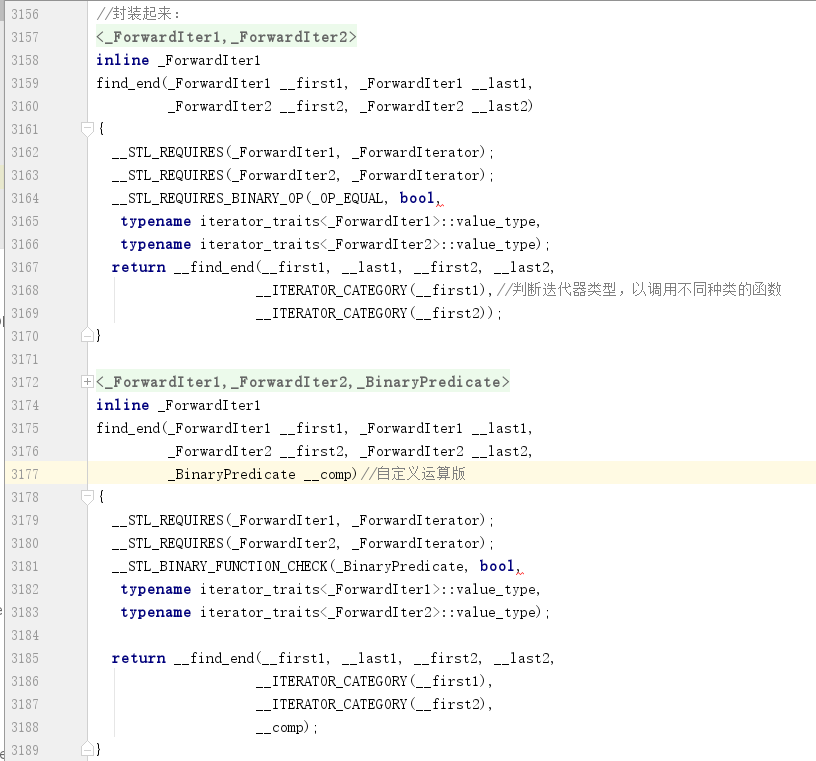 3156 //封装起来:
3157 <_ForwardIter1,_ForwardIter2>
3158 inline _ForwardIter1
3159 find_end(_ForwardIter1 __first1, _ForwardIter1 __last1,
3160 _ForwardIter2 __first2, _ForwardIter2 __last2)
3161 {
3162 __STL_REQUIRES(_ForwardIter1, _ForwardIterator);
3163 __STL_REQUIRES(_ForwardIter2, _ForwardIterator);
3164 __STL_REQUIRES_BINARY_OP(_OP_EQUAL, bool,
3165 typename iterator_traits<_ForwardIter1>::value_type,
3166 typename iterator_traits<_ForwardIter2>::value_type);
3167 return __find_end(__first1, __last1, __first2, __last2,
3168 __ITERATOR_CATEGORY(__first1),//判断迭代器类型，以调用不同种类的函数
3169 __ITERATOR_CATEGORY(__first2));
3170 }
3171
3172 <_ForwardIter1,_ForwardIter2,_BinaryPredicate>
3174 inline _ForwardIter1
3175 find_end(_ForwardIter1 __first1, _ForwardIter1 __last1,
3176 _ForwardIter2 __first2, _ForwardIter2 __last2,
3177 _BinaryPredicate __comp)//自定义运算版
3178 {
3179 __STL_REQUIRES(_ForwardIter1, _ForwardIterator);
3180 __STL_REQUIRES(_ForwardIter2, _ForwardIterator);
3181 __STL_BINARY_FUNCTION_CHECK(_BinaryPredicate, bool,
3182 typename iterator_traits<_ForwardIter1>::value_type,
3183 typename iterator_traits<_ForwardIter2>::value_type);
3184
3185 return __find_end(__first1, __last1, __first2, __last2,
3186 __ITERATOR_CATEGORY(__first1),
3187 __ITERATOR_CATEGORY(__first2),
3188 __comp);
3189 }